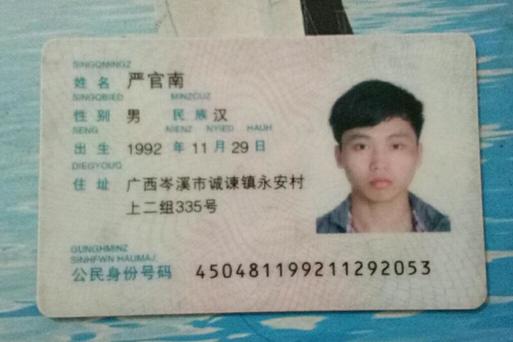 SINGQMINGZ
姓 名 严官南
SINGQBIED MINZCUZ
性 别 男 民 族 汉
SENG NIENZ NYIED HAUH
出 生 1992 年 11 月 29 日
DIEGYOUQ
住 址 广西岑溪市诚谏镇永安村
上二组335号
GUNGHMINZ
SINHFWN HAUMAJ
公民身份号码 450481199211292053